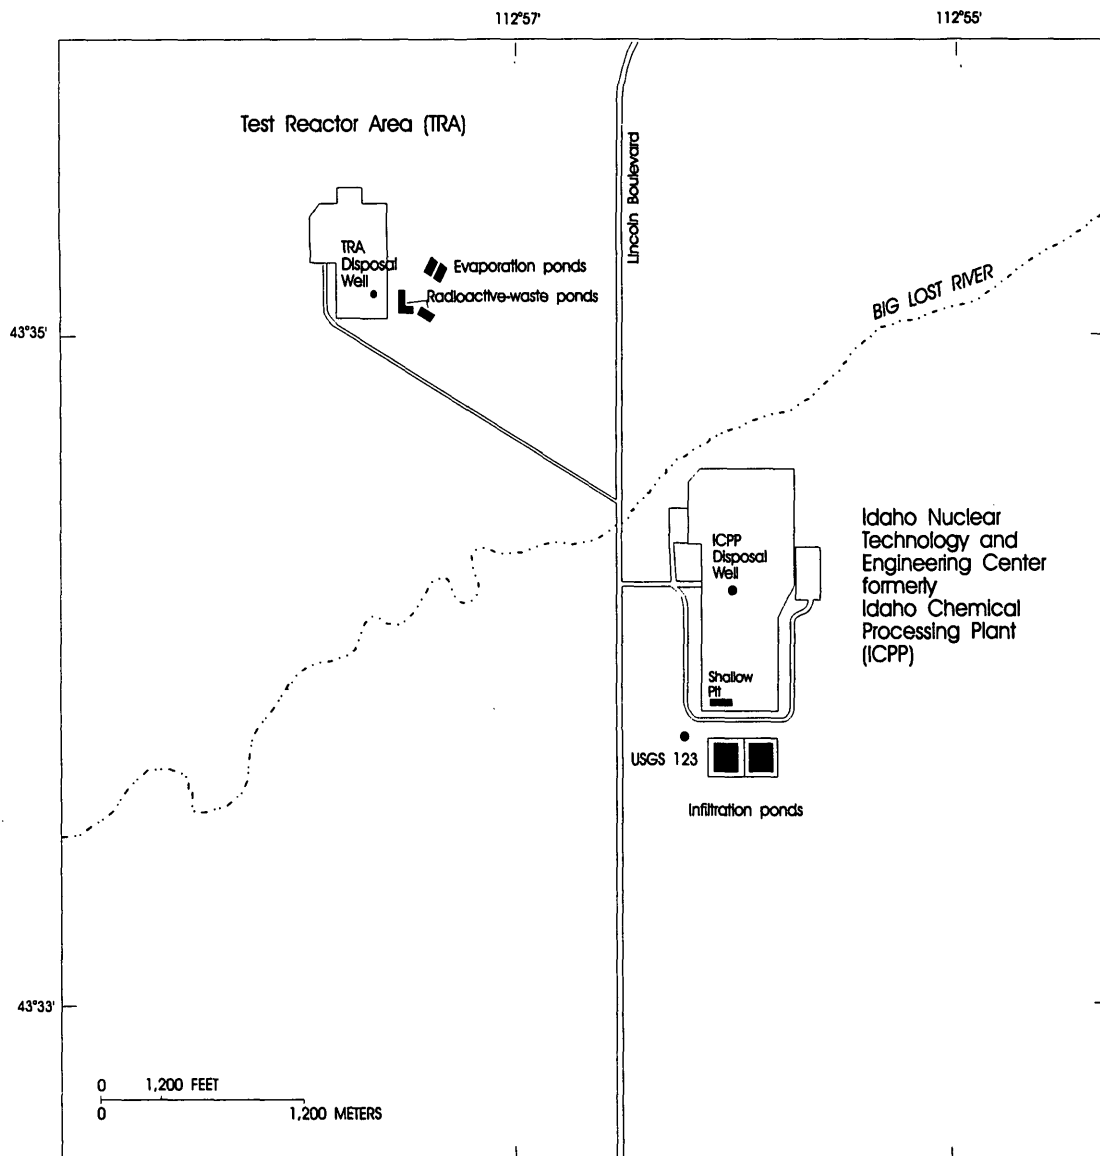 112°57'
112°55'
Test Reactor Area (TRA)
Lincoln Boulevard
TRA
Disposal
Well
Evaporation ponds
Radioactive-waste ponds
BIG LOST RIVER
43°35'
ICPP
Disposal
Well
Idaho Nuclear
Technology and
Engineering Center
formerly
Idaho Chemical
Processing Plant
(ICPP)
Shallow
Pit
USGS 123
Infiltration ponds
43°33'
0 1,200 FEET
0 1,200 METERS